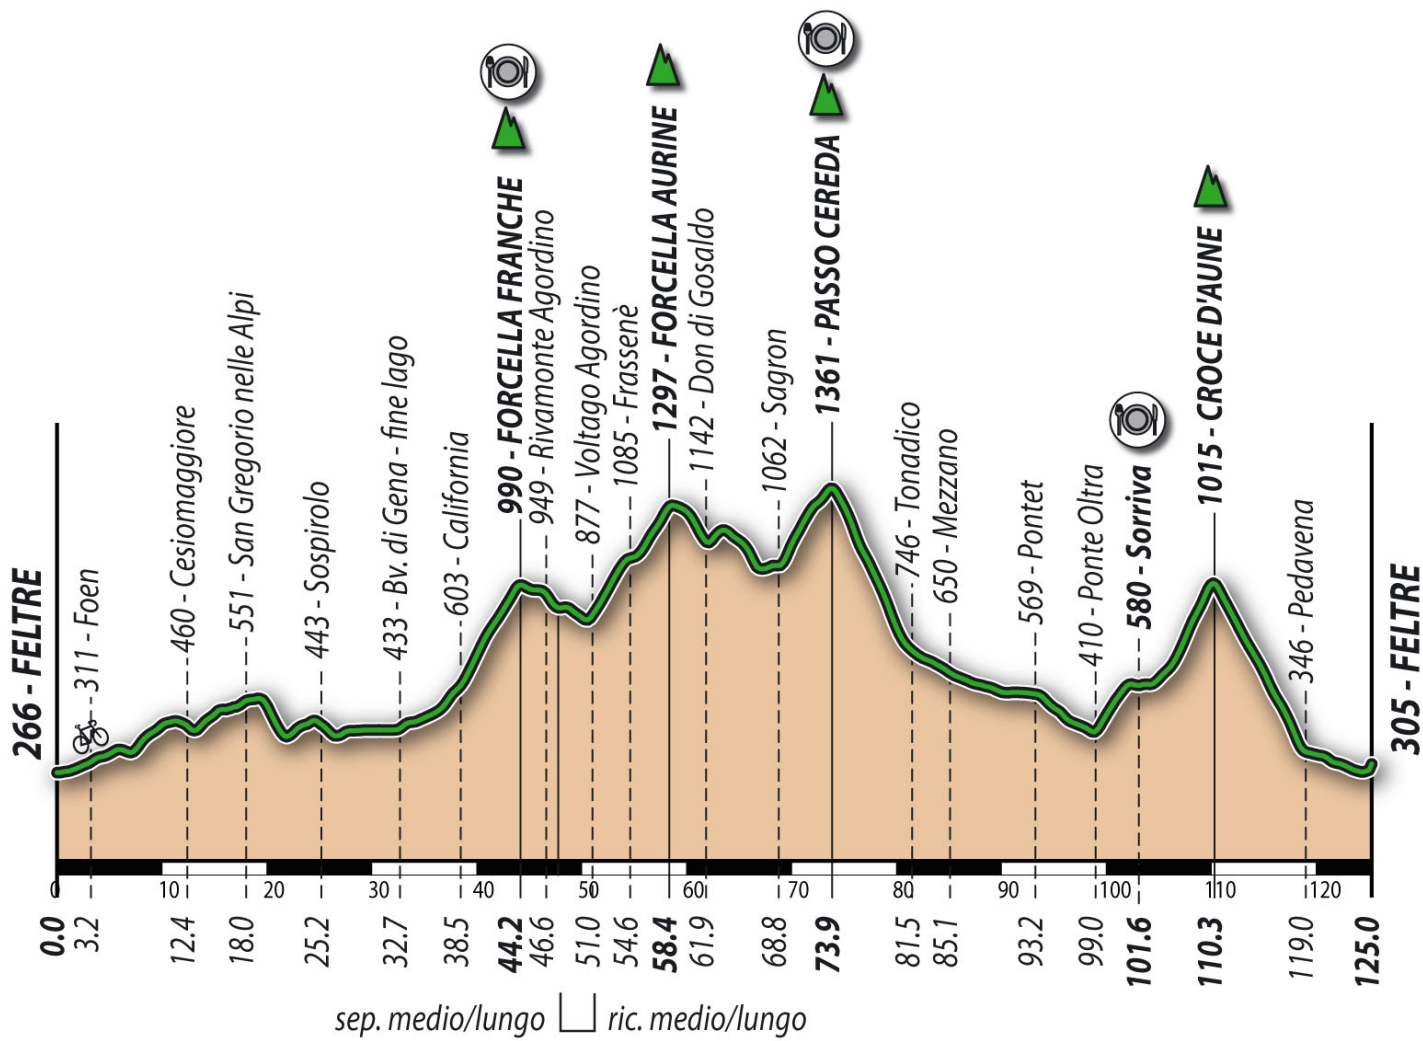 266 - FELTRE
311 - Foen
460 - Cesiomaggiore
551 - San Gregorio nelle Alpi
443 - Sospirolo
433 - Bv. di Gena - fine lago
603 - California
990 - FORCELLA FRANCHE
949 - Rivamonte Agordino
877 - Voltago Agordino
1085 - Frassenè
1297 - FORCELLA AURINE
1142 - Don di Gosaldo
1062 - Sagron
1361 - PASSO CEREDA
746 - Tonadico
650 - Mezzano
569 - Pontet
410 - Ponte Oltra
580 - Sorriva
1015 - CROCE D'AUNE
346 - Pedavena
305 - FELTRE
0 10 20 30 40 50 60 70 80 90 100 110 120
0.0 3.2 12.4 18.0 25.2 32.7 38.5 44.2 46.6 51.0 54.6 58.4 61.9 68.8 73.9 81.5 85.1 93.2 99.0 101.6 110.3 119.0 125.0
sep. medio/lungo ric. medio/lungo